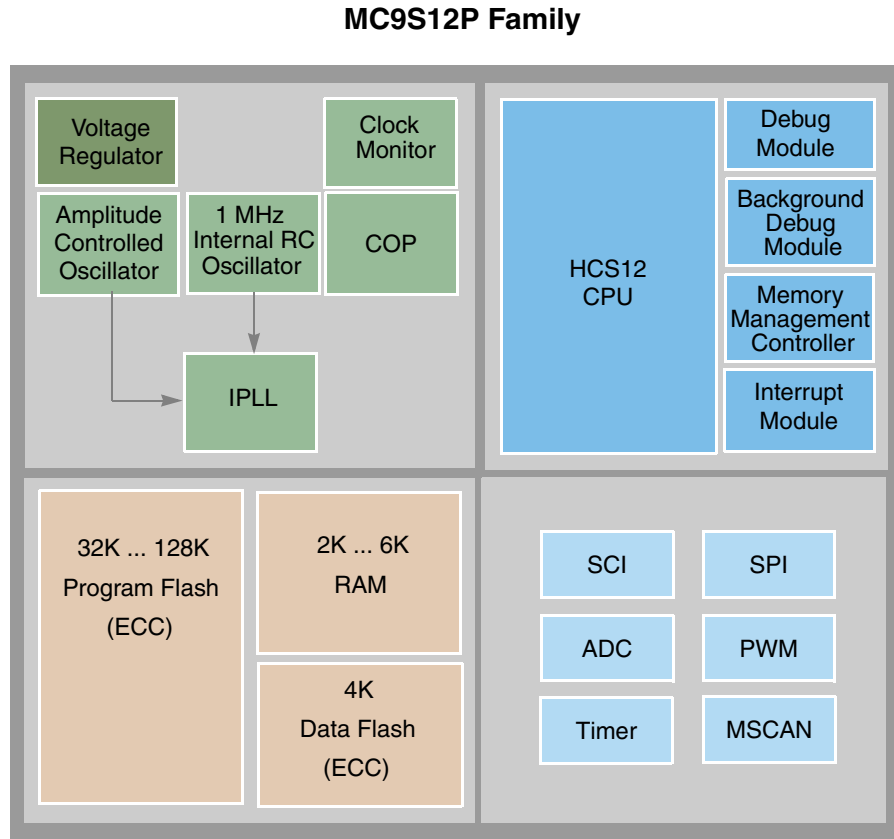 MC9S12P Family
Voltage
Regulator
Clock
Monitor
Amplitude
Controlled
Oscillator
1 MHz
Internal RC
Oscillator
COP
IPLL
HCS12
CPU
Debug
Module
Background
Debug
Module
Memory
Management
Controller
Interrupt
Module
32K ... 128K
Program Flash
(ECC)
2K ... 6K
RAM
4K
Data Flash
(ECC)
SCI
SPI
ADC
PWM
Timer
MSCAN